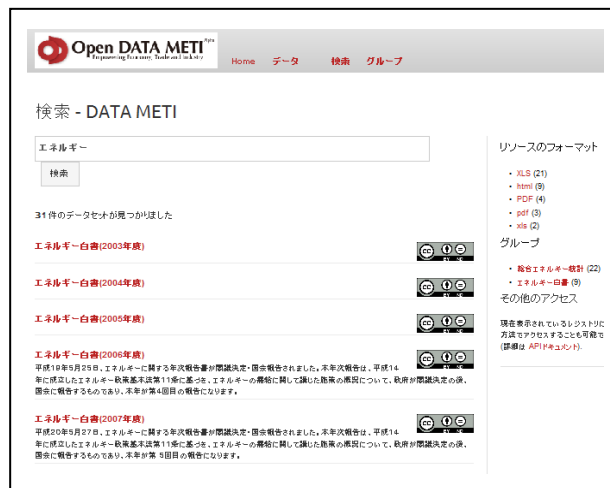 Open DATA METI Alpha
Empowering Economy, Trade and Industry
Home データ 検索 グループ
検索 - DATA METI
エネルギー
検索
31 件のデータセットが見つかりました
エネルギー白書(2003年度)
エネルギー白書(2004年度)
エネルギー白書(2005年度)
エネルギー白書(2006年度)
平成19年5月25日、エネルギーに関する年次報告書が閣議決定・国会報告されました。本年次報告は、平成14
年に成立したエネルギー政策基本法第11条に基づき、エネルギーの需給に関して講じた施策の概況について、政府が閣議決定の後、
国会に報告するものであり、本年が第4回目の報告になります。
エネルギー白書(2007年度)
平成20年5月27日、エネルギーに関する年次報告書が閣議決定・国会報告されました。本年次報告は、平成14
年に成立したエネルギー政策基本法第11条に基づき、エネルギーの需給に関して講じた施策の概況について、政府が閣議決定の後、
国会に報告するものであり、本年が第 5回目の報告になります。
cc BY ND
cc BY ND
cc BY ND
cc BY ND
cc BY ND
リソースのフォーマット
XLS (21)
html (9)
PDF (4)
pdf (3)
xls (2)
グループ
総合エネルギー統計 (22)
エネルギー白書 (9)
その他のアクセス
現在表示されているレジストリに
方法でアクセスすることも可能で
(詳細は APIドキュメント).